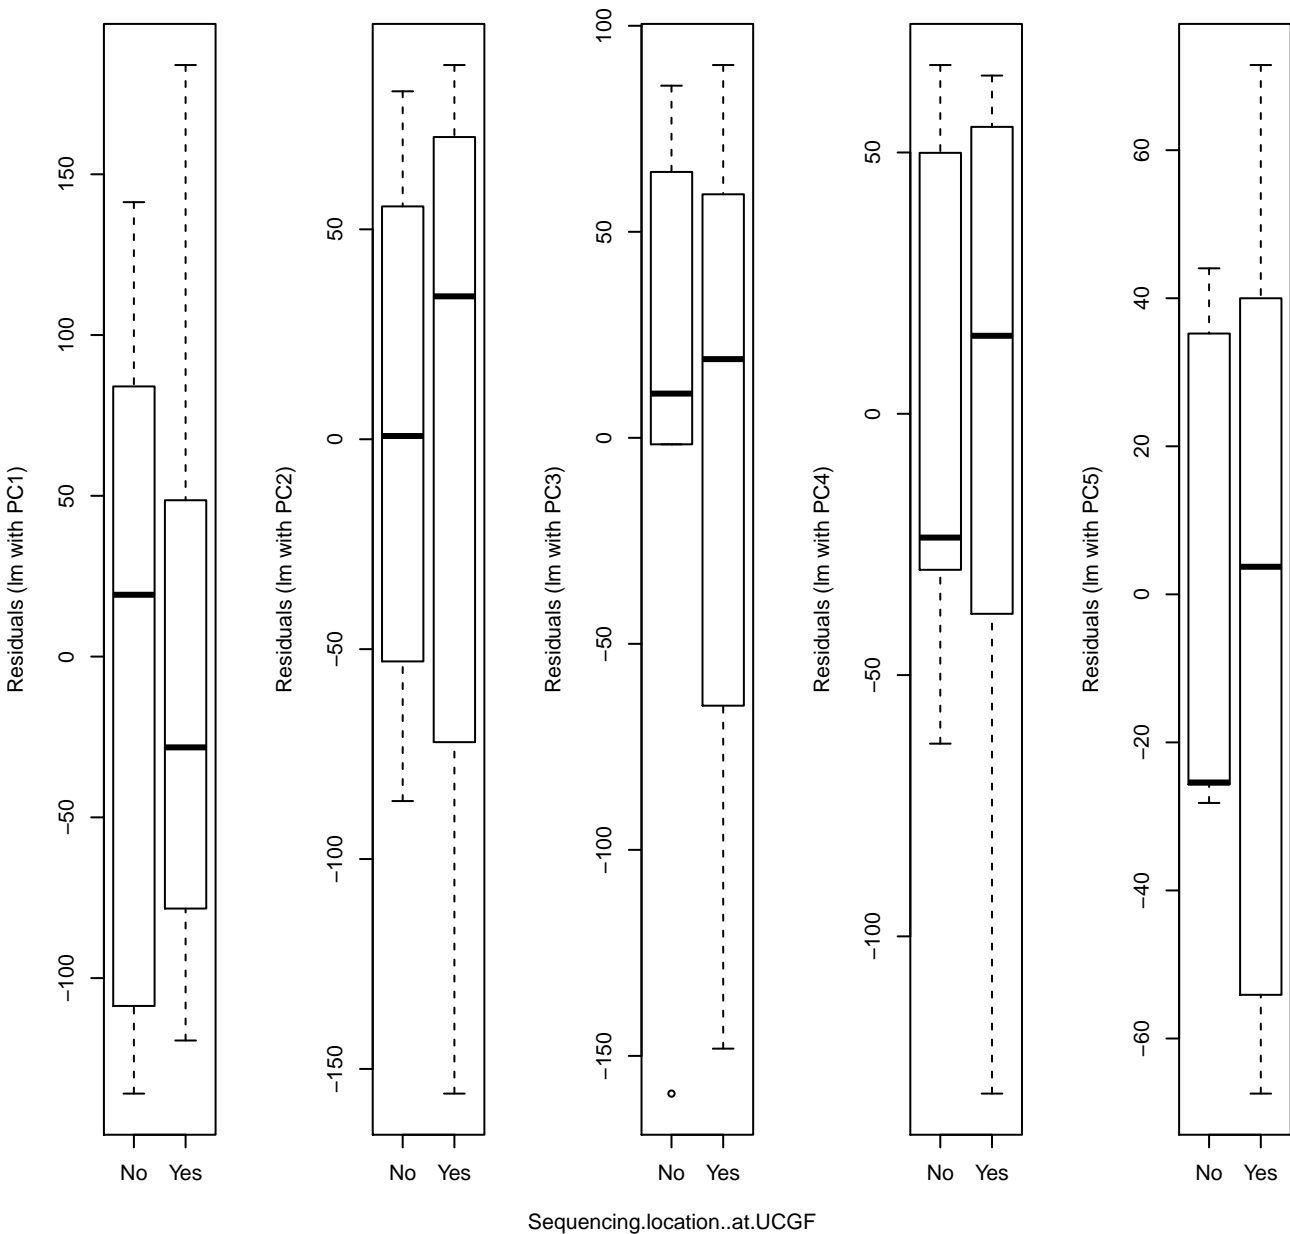 Residuals (lm with PC1)
−100
−50
0
50
100
150
No Yes
Residuals (lm with PC2)
−150
−100
−50
0
50
No Yes
Residuals (lm with PC3)
−150
−100
−50
0
50
100
No Yes
Residuals (lm with PC4)
−100
−50
0
50
No Yes
Residuals (lm with PC5)
−60
−40
−20
0
20
40
60
No Yes
Sequencing.location..at.UCGF